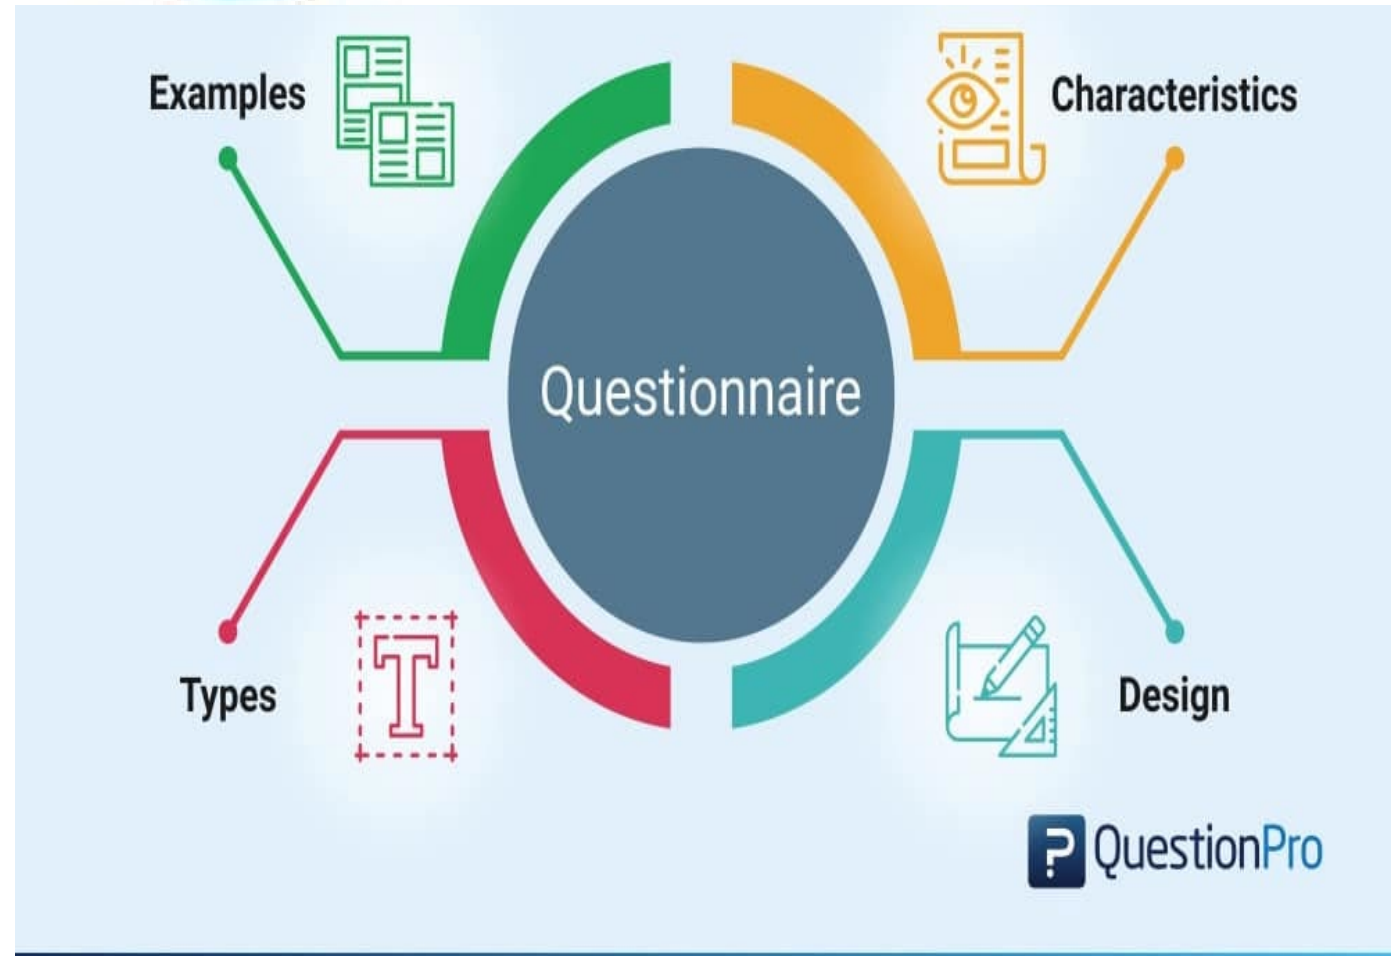 Examples
Characteristics
Questionnaire
Types
Design
QuestionPro